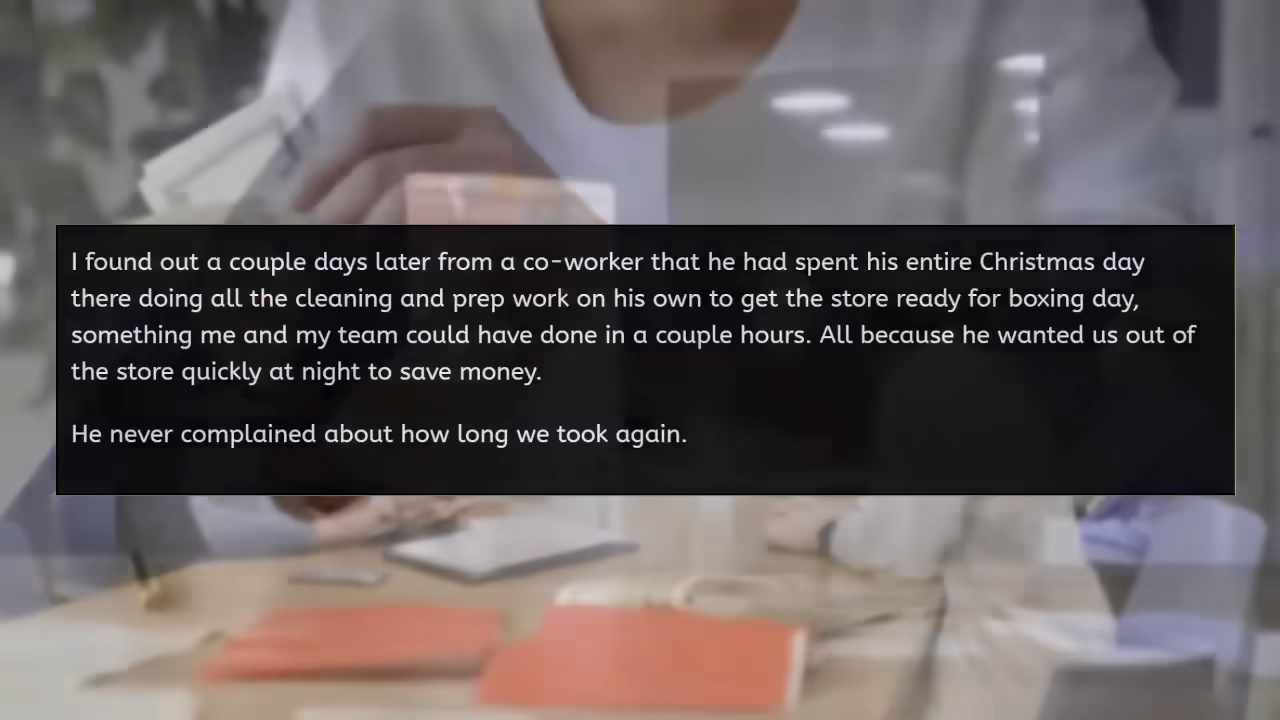 I found out a couple days later from a co-worker that he had spent his entire Christmas day
there doing all the cleaning and prep work on his own to get the store ready for boxing day,
something me and my team could have done in a couple hours. All because he wanted us out of
the store quickly at night to save money.
He never complained about how long we took again.